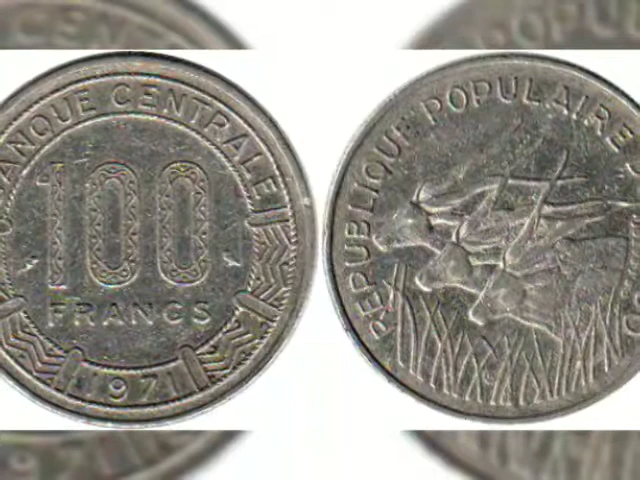 BANQUE CENTRALE
100
FRANCS
1971
REPUBLIQUE POPULAIRE